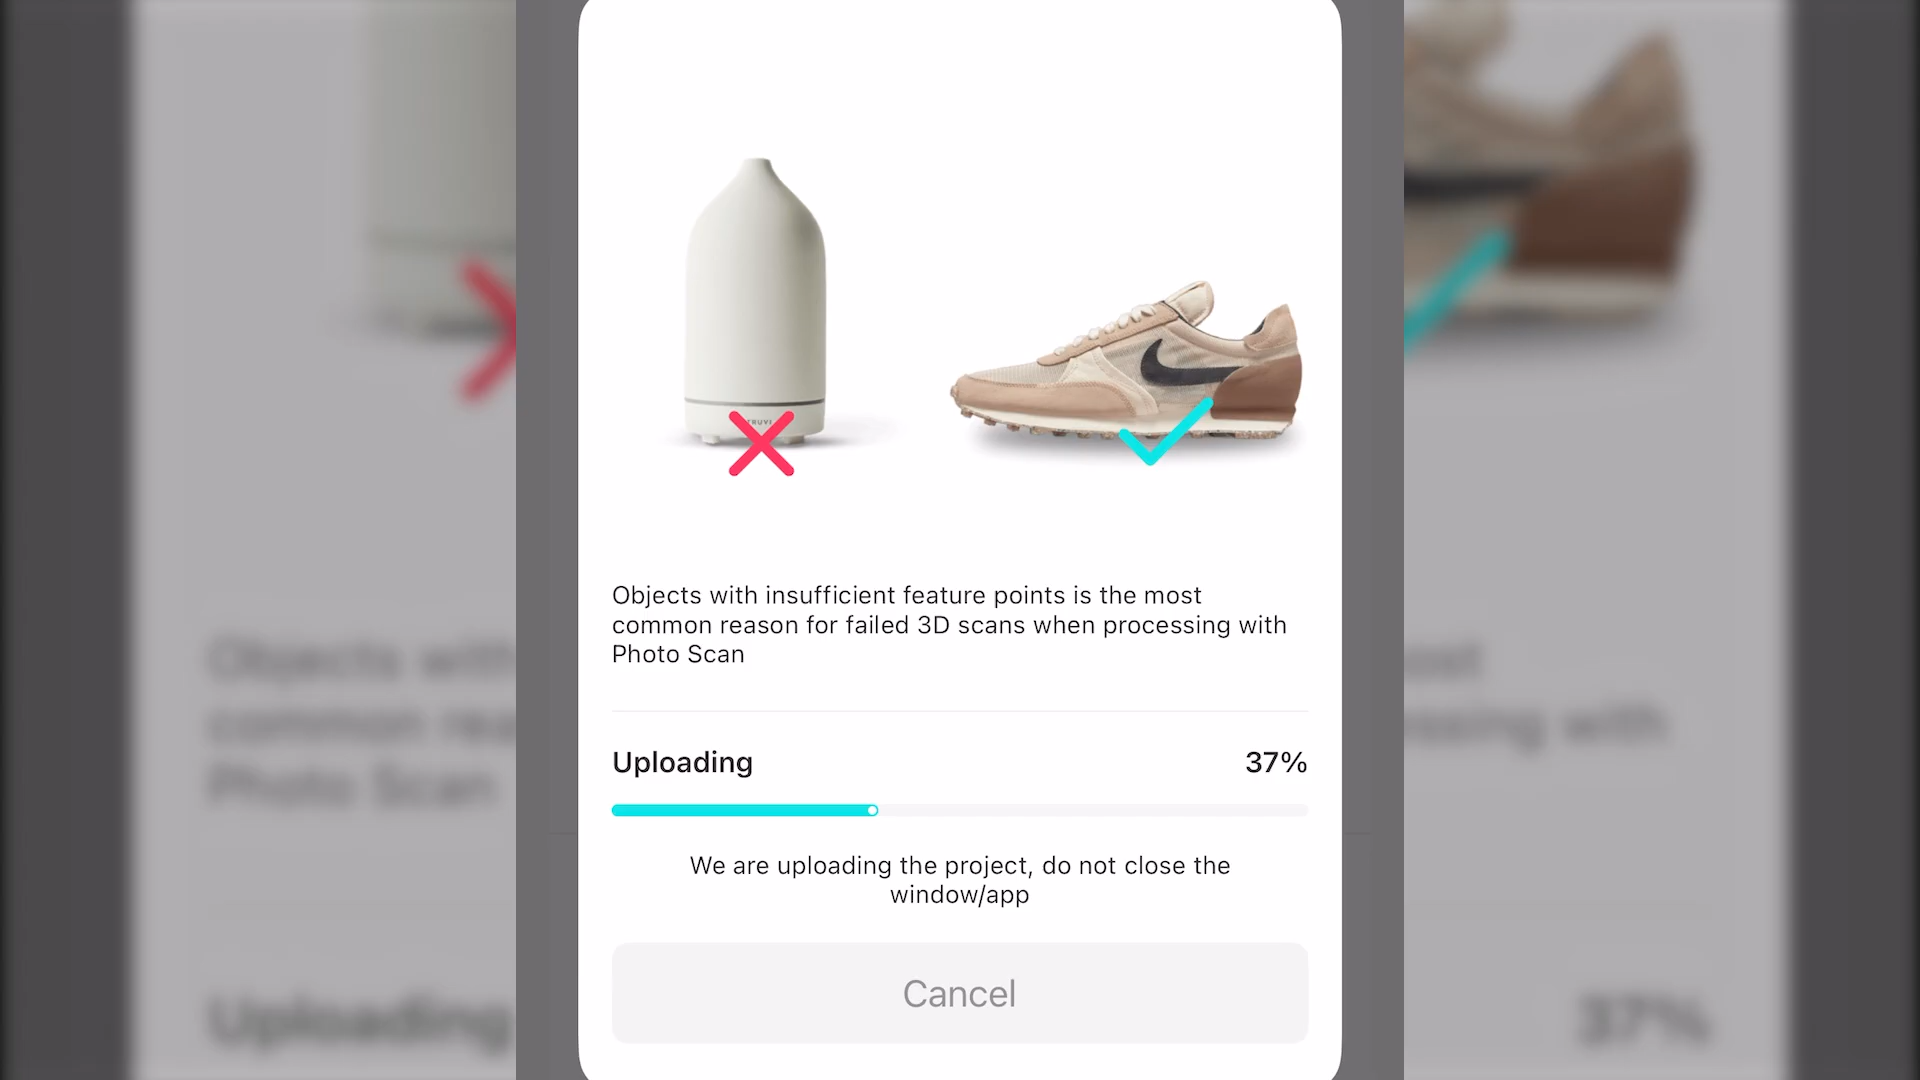 Objects with insufficient feature points is the most
common reason for failed 3D scans when processing with
Photo Scan
Uploading 37%
We are uploading the project, do not close the
window/app
Cancel